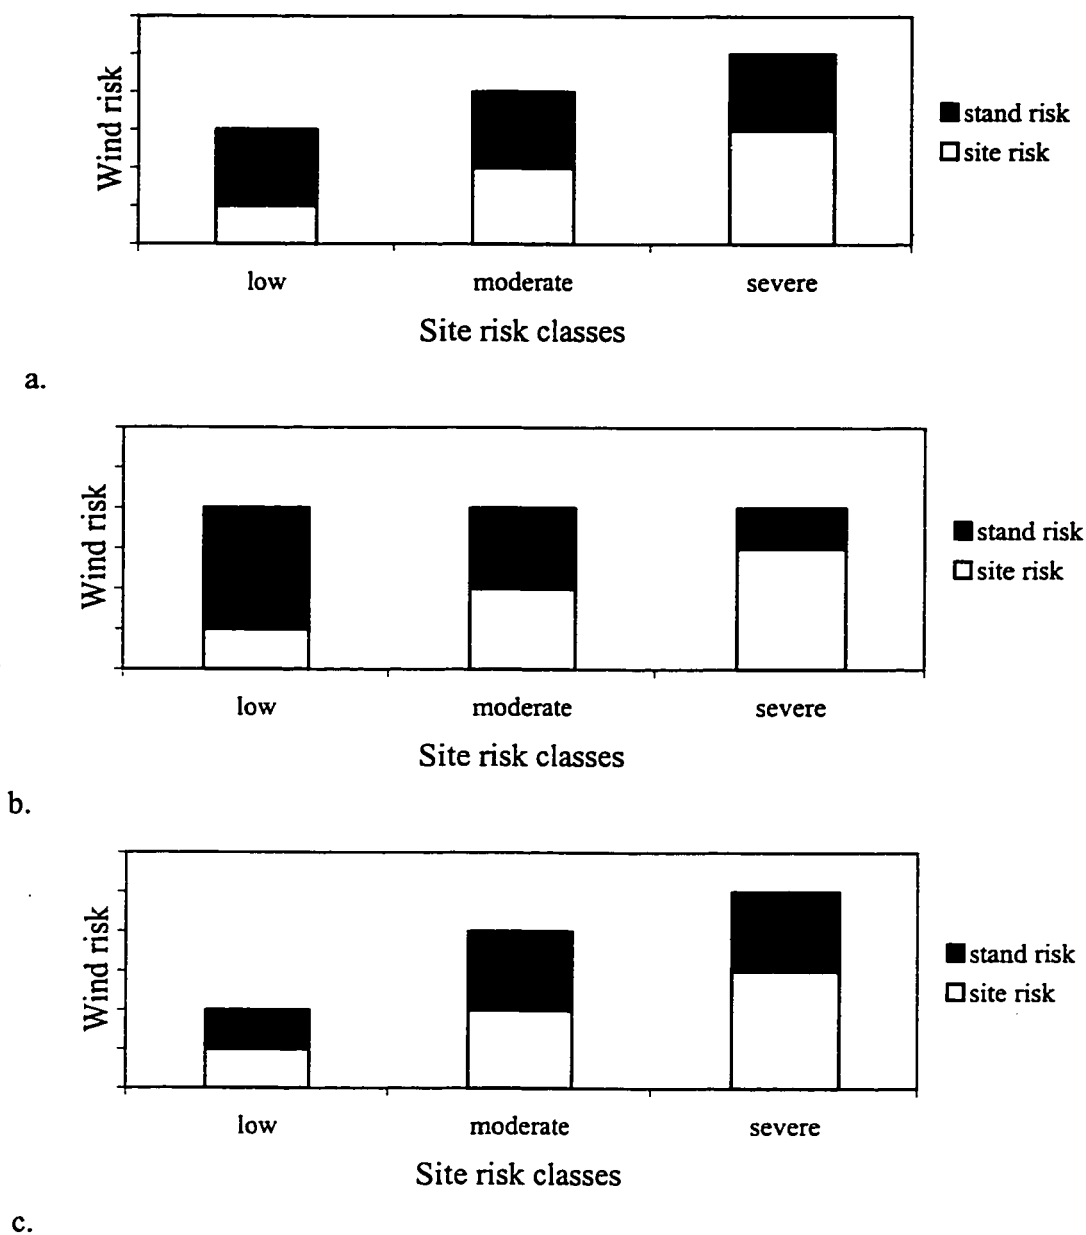 Wind risk
stand risk
site risk
low moderate severe
Site risk classes
a.
Wind risk
stand risk
site risk
low moderate severe
Site risk classes
b.
Wind risk
stand risk
site risk
low moderate severe
Site risk classes
c.